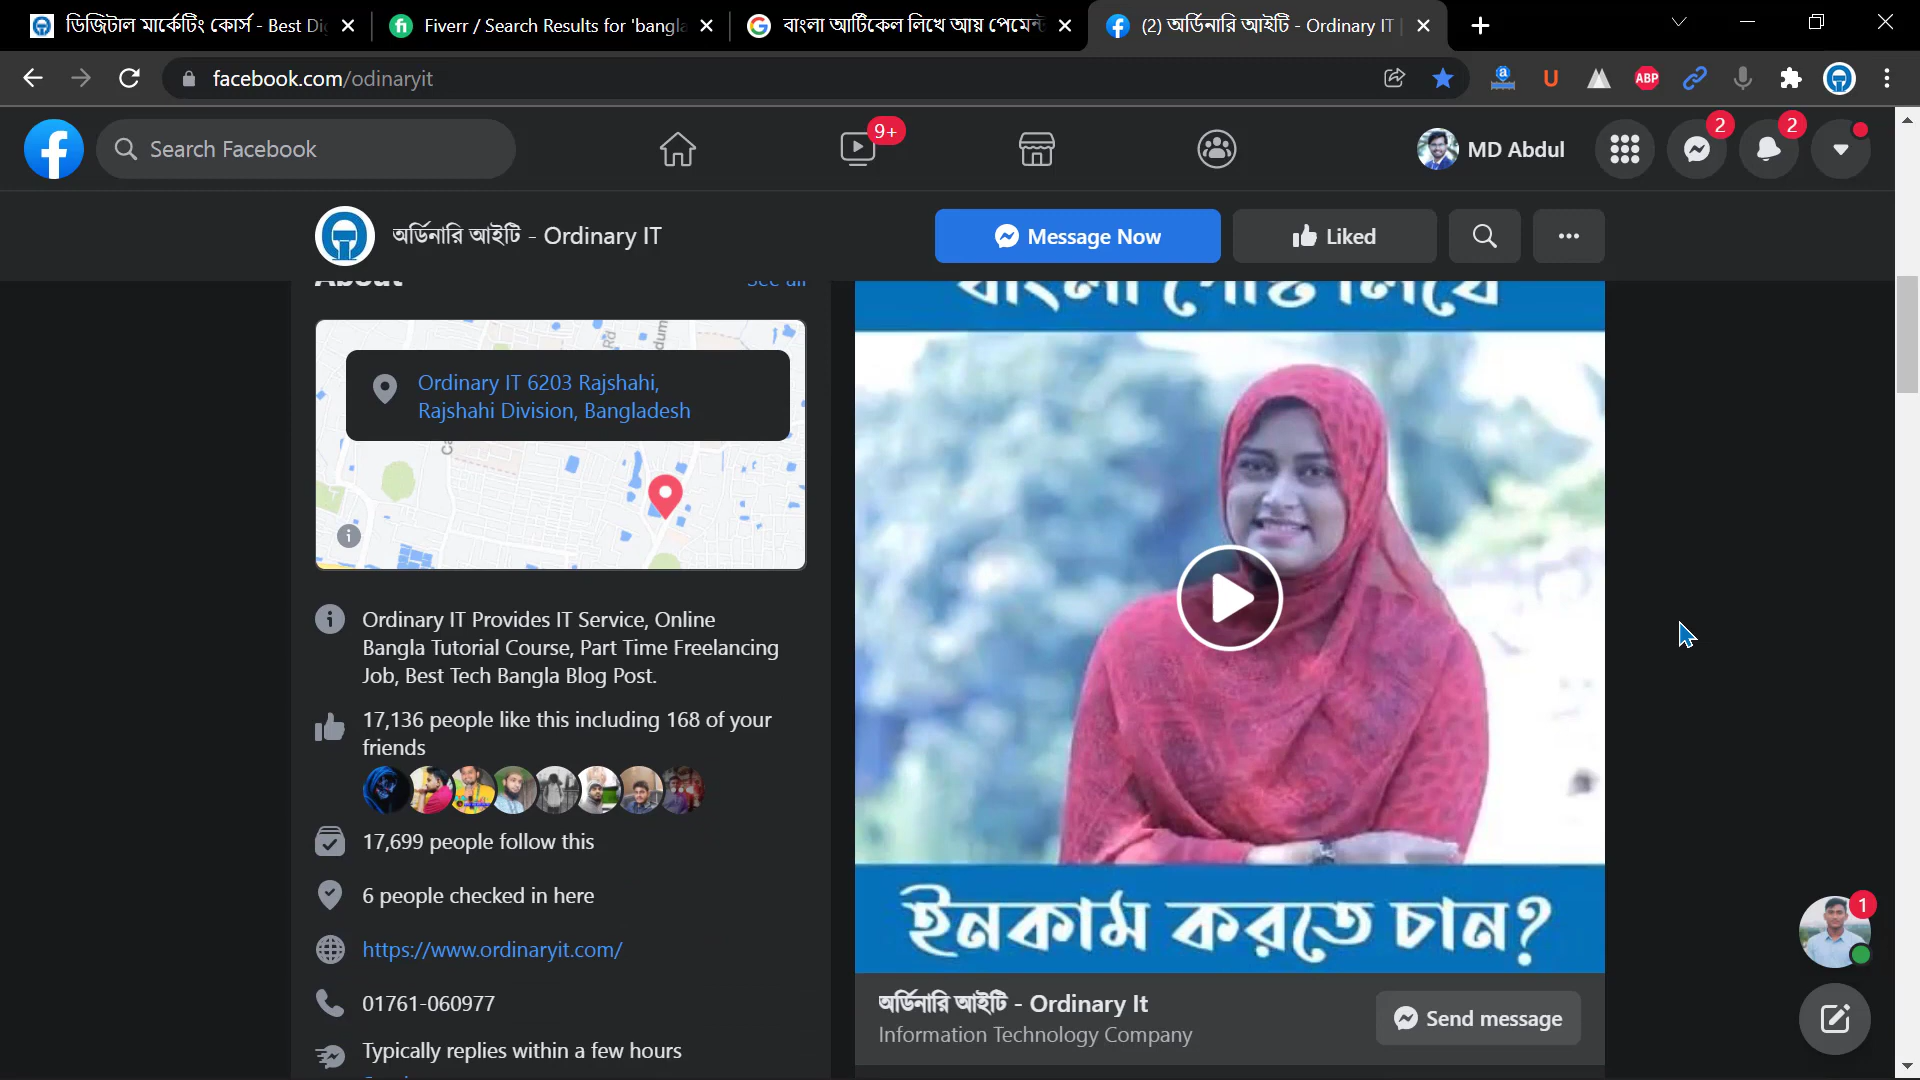 ডিজিটাল মার্কেটিং কোর্স - Best Di
Fiverr / Search Results for 'bangla
বাংলা আর্টিকেল লিখে আয় পেমেন্ট
(2) অর্ডিনারি আইটি - Ordinary IT |
facebook.com/odinaryit
ABP
Search Facebook
9+
MD Abdul
2
2
অর্ডিনারি আইটি - Ordinary IT
Message Now
Liked
About
See all
Ordinary IT 6203 Rajshahi,
Rajshahi Division, Bangladesh
Rd
Ordinary IT Provides IT Service, Online
Bangla Tutorial Course, Part Time Freelancing
Job, Best Tech Bangla Blog Post.
17,136 people like this including 168 of your
friends
17,699 people follow this
6 people checked in here
https://www.ordinaryit.com/
01761-060977
Typically replies within a few hours
বাংলা পোস্ট লিখে
ইনকাম করতে চান?
অর্ডিনারি আইটি - Ordinary It
Information Technology Company
Send message
1